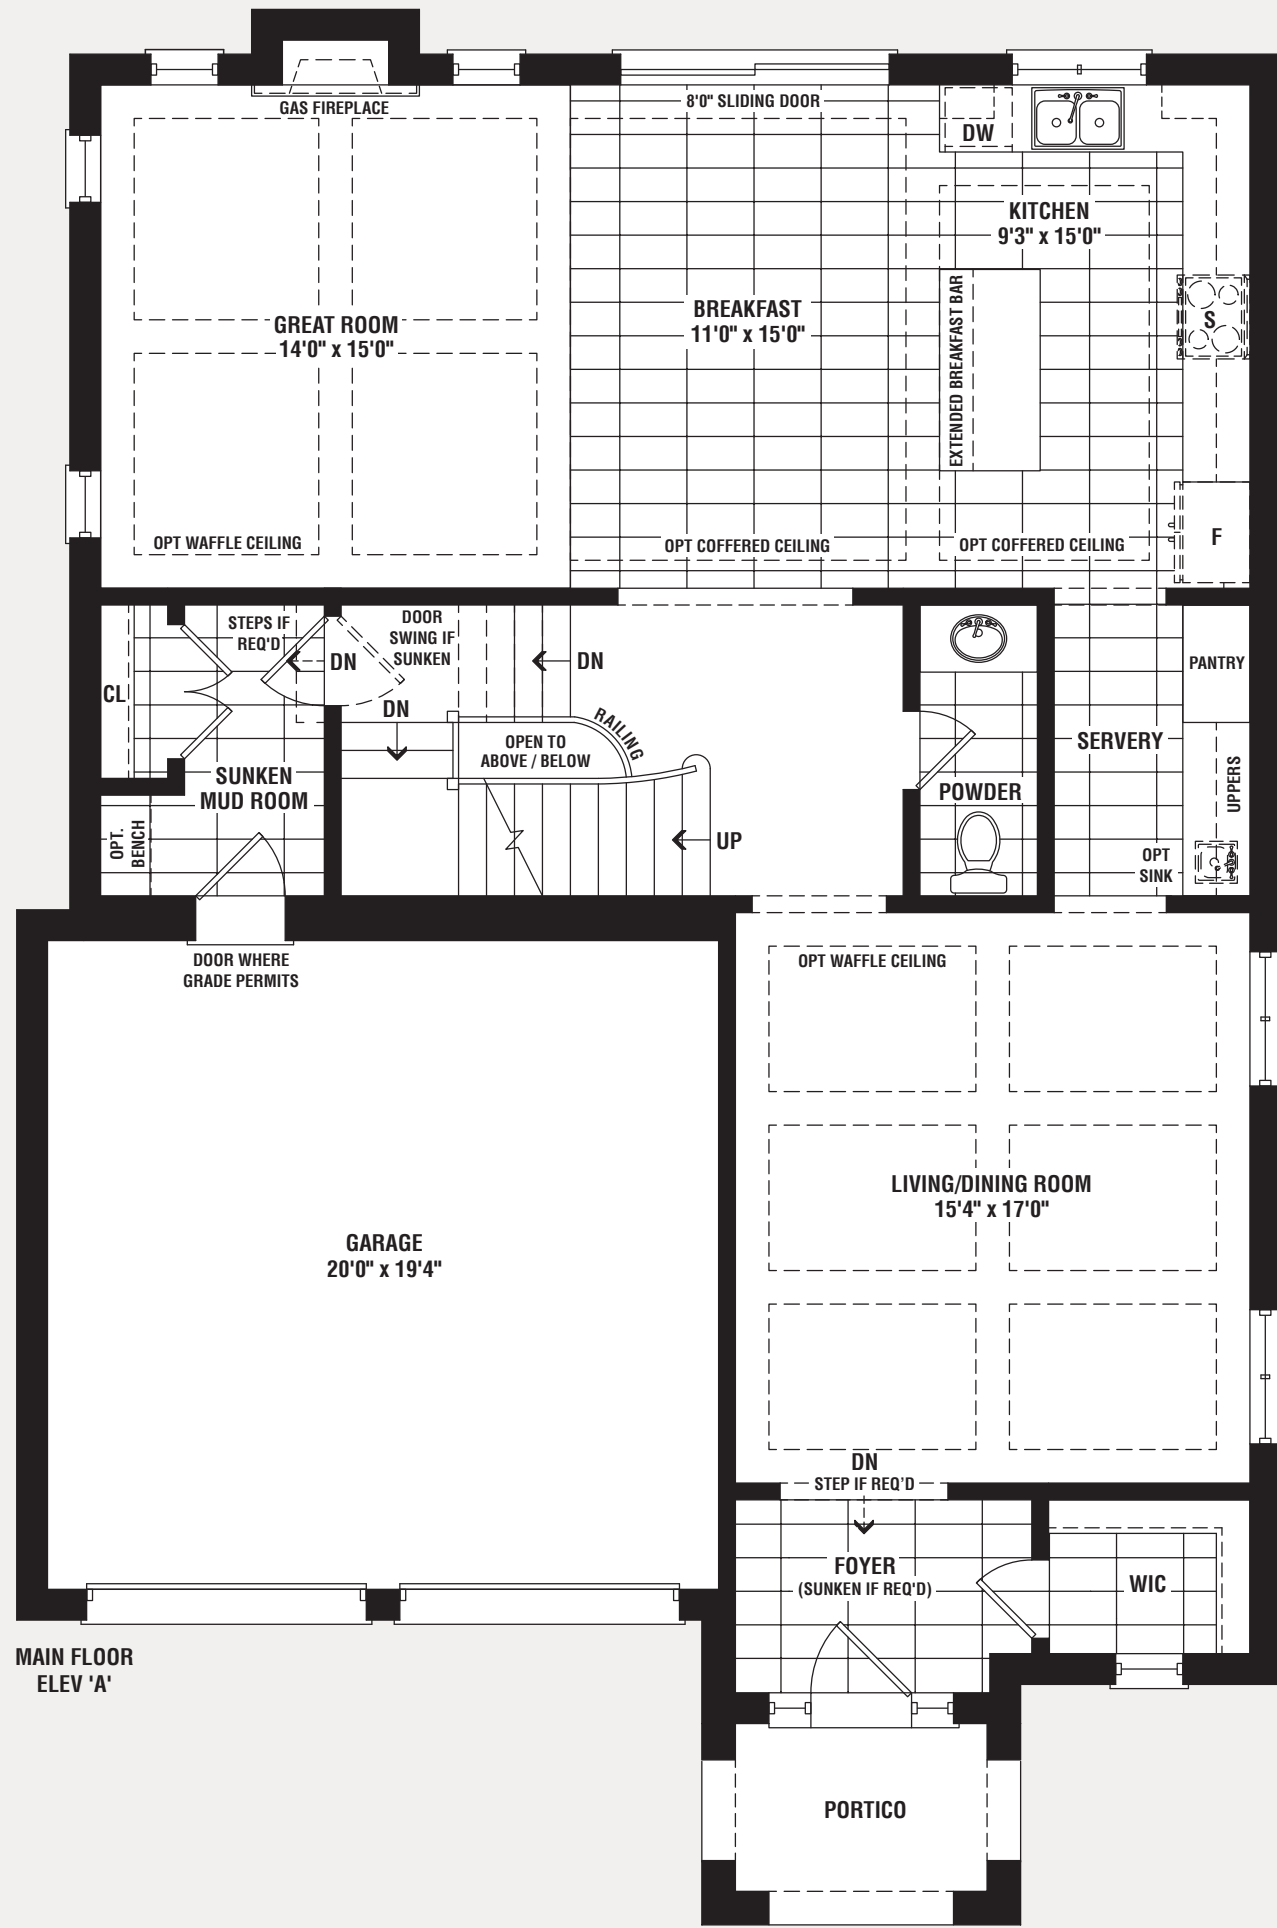 GAS FIREPLACE
8'0" SLIDING DOOR
DW
KITCHEN
9'3" x 15'0"
GREAT ROOM
14'0" x 15'0"
BREAKFAST
11'0" x 15'0"
EXTENDED BREAKFAST BAR
S
OPT WAFFLE CEILING
OPT COFFERED CEILING
OPT COFFERED CEILING
F
STEPS IF
REQ'D
DOOR
SWING IF
SUNKEN
DN
DN
CL
DN
RAILING
OPEN TO
ABOVE / BELOW
PANTRY
SERVERY
SUNKEN
MUD ROOM
POWDER
UPPERS
OPT.
BENCH
UP
OPT
SINK
DOOR WHERE
GRADE PERMITS
OPT WAFFLE CEILING
LIVING/DINING ROOM
15'4" x 17'0"
GARAGE
20'0" x 19'4"
DN
STEP IF REQ'D
FOYER
(SUNKEN IF REQ'D)
WIC
MAIN FLOOR
ELEV 'A'
PORTICO